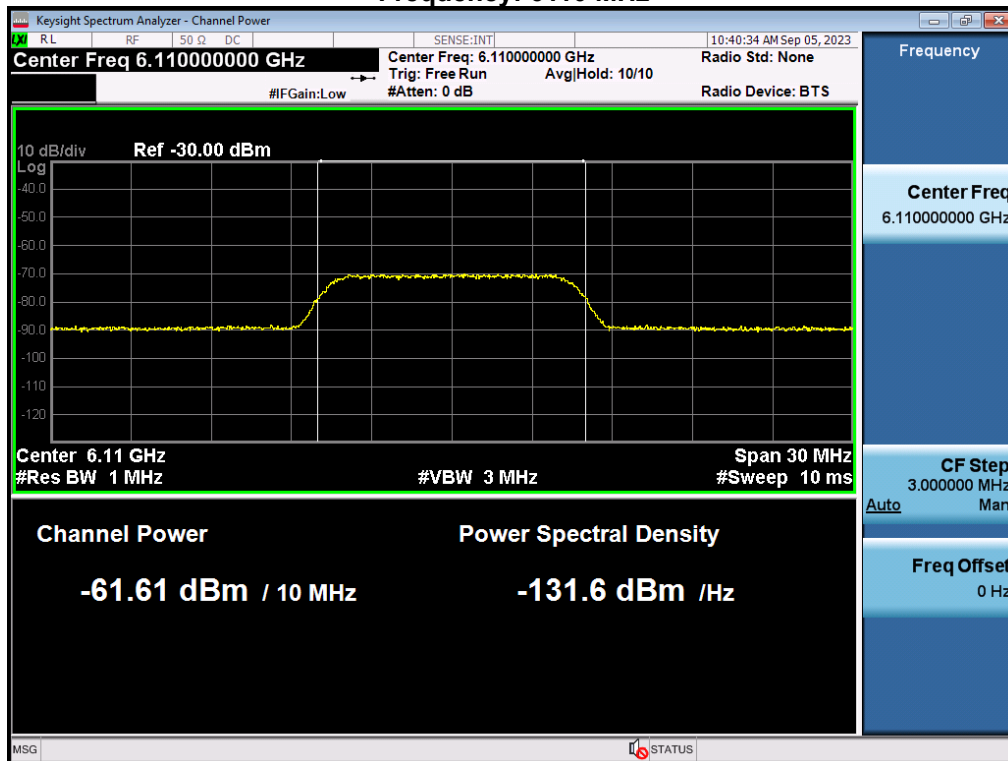 Keysight Spectrum Analyzer - Channel Power
LXI RL RF 50 Ω DC SENSE:INT 10:40:34 AM Sep 05, 2023
Center Freq 6.110000000 GHz
#IFGain:Low
Center Freq: 6.110000000 GHz
Trig: Free Run Avg|Hold: 10/10
#Atten: 0 dB
Radio Std: None
Radio Device: BTS
10 dB/div Ref -30.00 dBm
Log
-40.0
-50.0
-60.0
-70.0
-80.0
-90.0
-100
-110
-120
Center 6.11 GHz Span 30 MHz
#Res BW 1 MHz #VBW 3 MHz #Sweep 10 ms
Channel Power
-61.61 dBm / 10 MHz
Power Spectral Density
-131.6 dBm /Hz
Frequency
Center Freq
6.110000000 GHz
CF Step
3.000000 MHz
Auto Man
Freq Offset
0 Hz
MSG STATUS